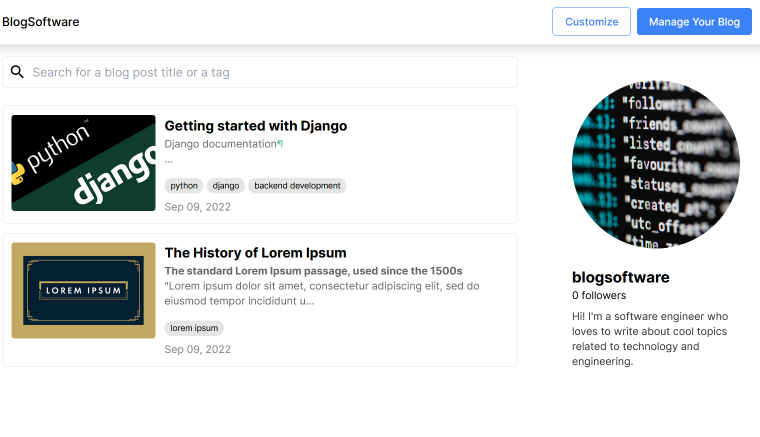 BlogSoftware
Customize
Manage Your Blog
Search for a blog post title or a tag
python
django
Getting started with Django
Django documentation¶
...
python django backend development
Sep 09, 2022
LOREM IPSUM
The History of Lorem Ipsum
The standard Lorem Ipsum passage, used since the 1500s
"Lorem ipsum dolor sit amet, consectetur adipiscing elit, sed do
eiusmod tempor incididunt u...
lorem ipsum
Sep 09, 2022
"followers_
"friends_count"
"listed_count"
"favourites_count
"statuses_count"
"created_at":
"utc_offset"
blogsoftware
0 followers
Hi! I'm a software engineer who
loves to write about cool topics
related to technology and
engineering.